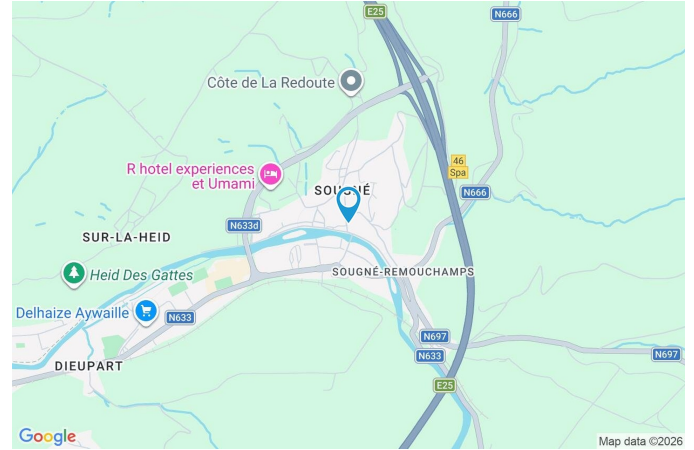 E25
N666
Côte de La Redoute
46
Spa
R hotel experiences
et Umami
SOUGNÉ
N666
N633d
SUR-LA-HEID
SOUGNÉ-REMOUCHAMPS
Heid Des Gattes
Delhaize Aywaille
N633
N697
N633
N697
DIEUPART
E25
Google
Map data ©2026